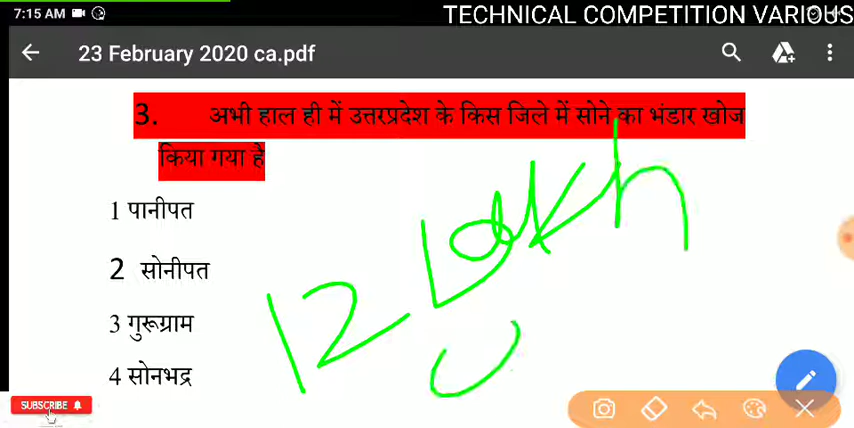 7:15 AM
TECHNICAL COMPETITION VARIOUS
23 February 2020 ca.pdf
3. अभी हाल ही में उत्तरप्रदेश के किस जिले में सोने का भंडार खोज
किया गया है
1 पानीपत
2 सोनीपत
3 गुरूग्राम
4 सोनभद्र
12 Lakh
SUBSCRIBE